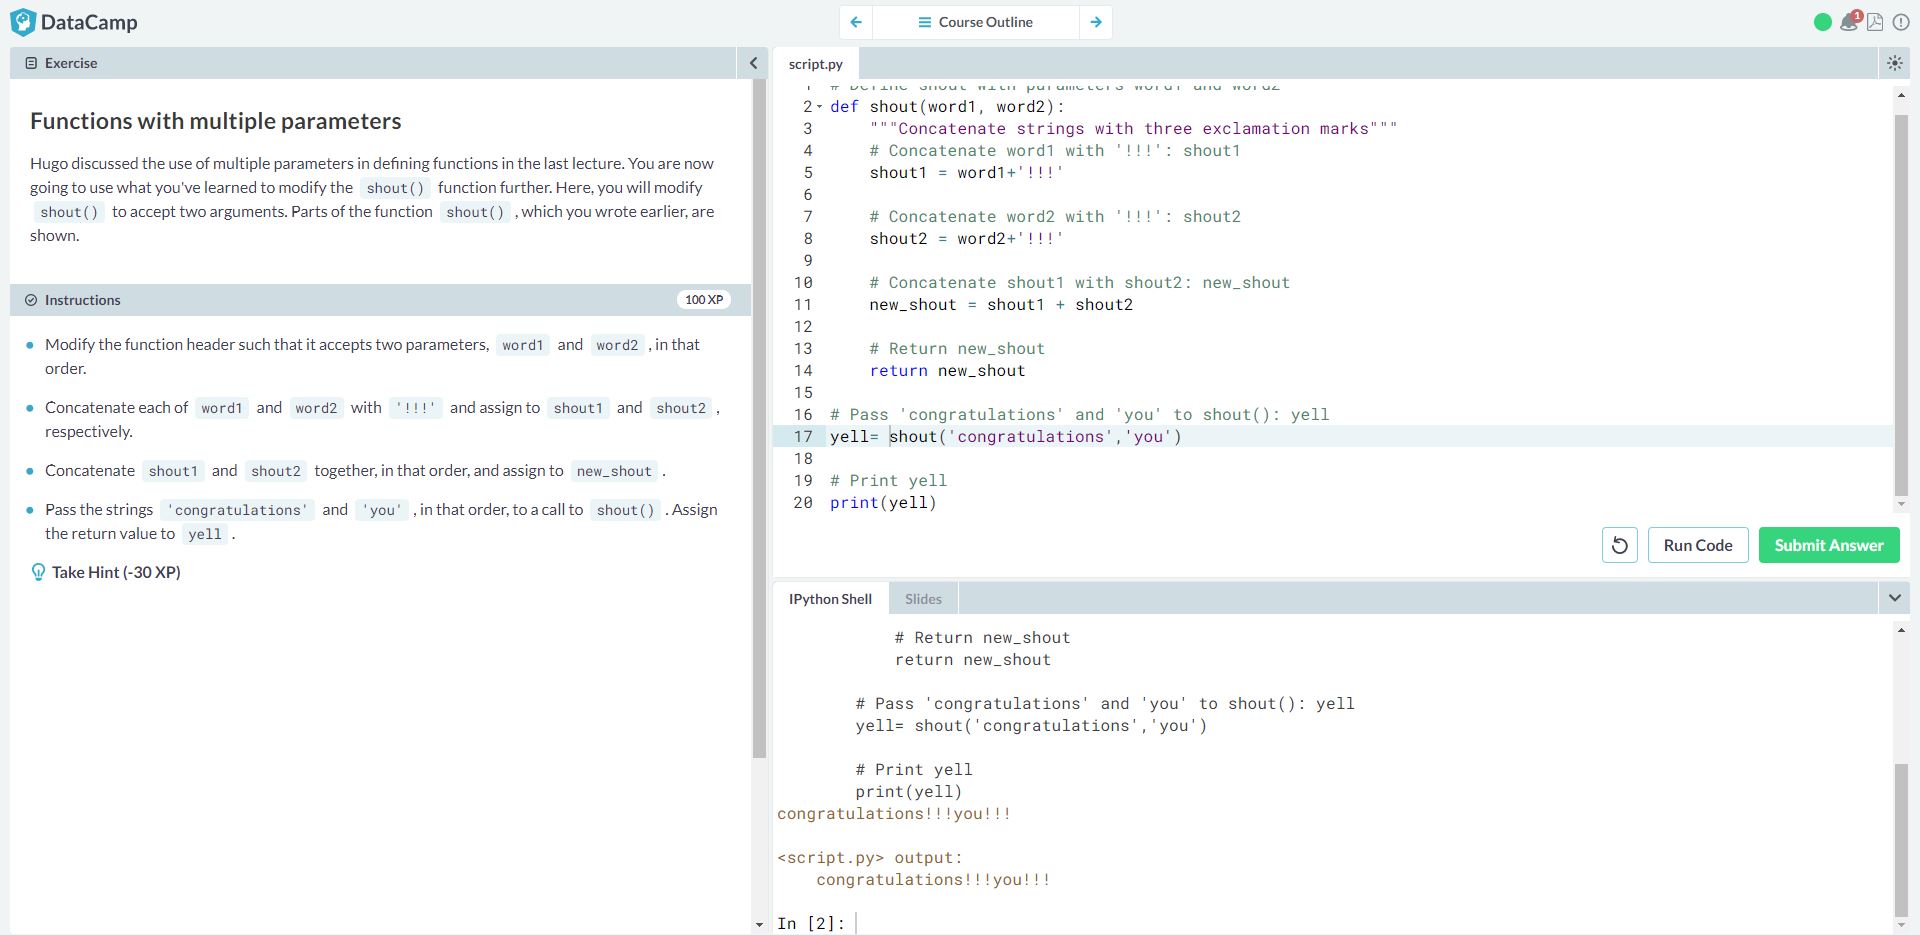 DataCamp
Course Outline
1
Exercise
Functions with multiple parameters
Hugo discussed the use of multiple parameters in defining functions in the last lecture. You are now
going to use what you've learned to modify the shout() function further. Here, you will modify
shout() to accept two arguments. Parts of the function shout() , which you wrote earlier, are
shown.
Instructions
100 XP
Modify the function header such that it accepts two parameters, word1 and word2 , in that
order.
Concatenate each of word1 and word2 with '!!!' and assign to shout1 and shout2 ,
respectively.
Concatenate shout1 and shout2 together, in that order, and assign to new_shout .
Pass the strings 'congratulations' and 'you' , in that order, to a call to shout() . Assign
the return value to yell .
Take Hint (-30 XP)
script.py
1 # Define shout with parameters word1 and word2
2 def shout(word1, word2):
3     """Concatenate strings with three exclamation marks"""
4     # Concatenate word1 with '!!!': shout1
5     shout1 = word1+'!!!'
6
7     # Concatenate word2 with '!!!': shout2
8     shout2 = word2+'!!!'
9
10     # Concatenate shout1 with shout2: new_shout
11     new_shout = shout1 + shout2
12
13     # Return new_shout
14     return new_shout
15
16 # Pass 'congratulations' and 'you' to shout(): yell
17 yell= shout('congratulations','you')
18
19 # Print yell
20 print(yell)
Run Code
Submit Answer
IPython Shell
Slides
# Return new_shout
return new_shout
# Pass 'congratulations' and 'you' to shout(): yell
yell= shout('congratulations','you')
# Print yell
print(yell)
congratulations!!!you!!!
<script.py> output:
congratulations!!!you!!!
In [2]: